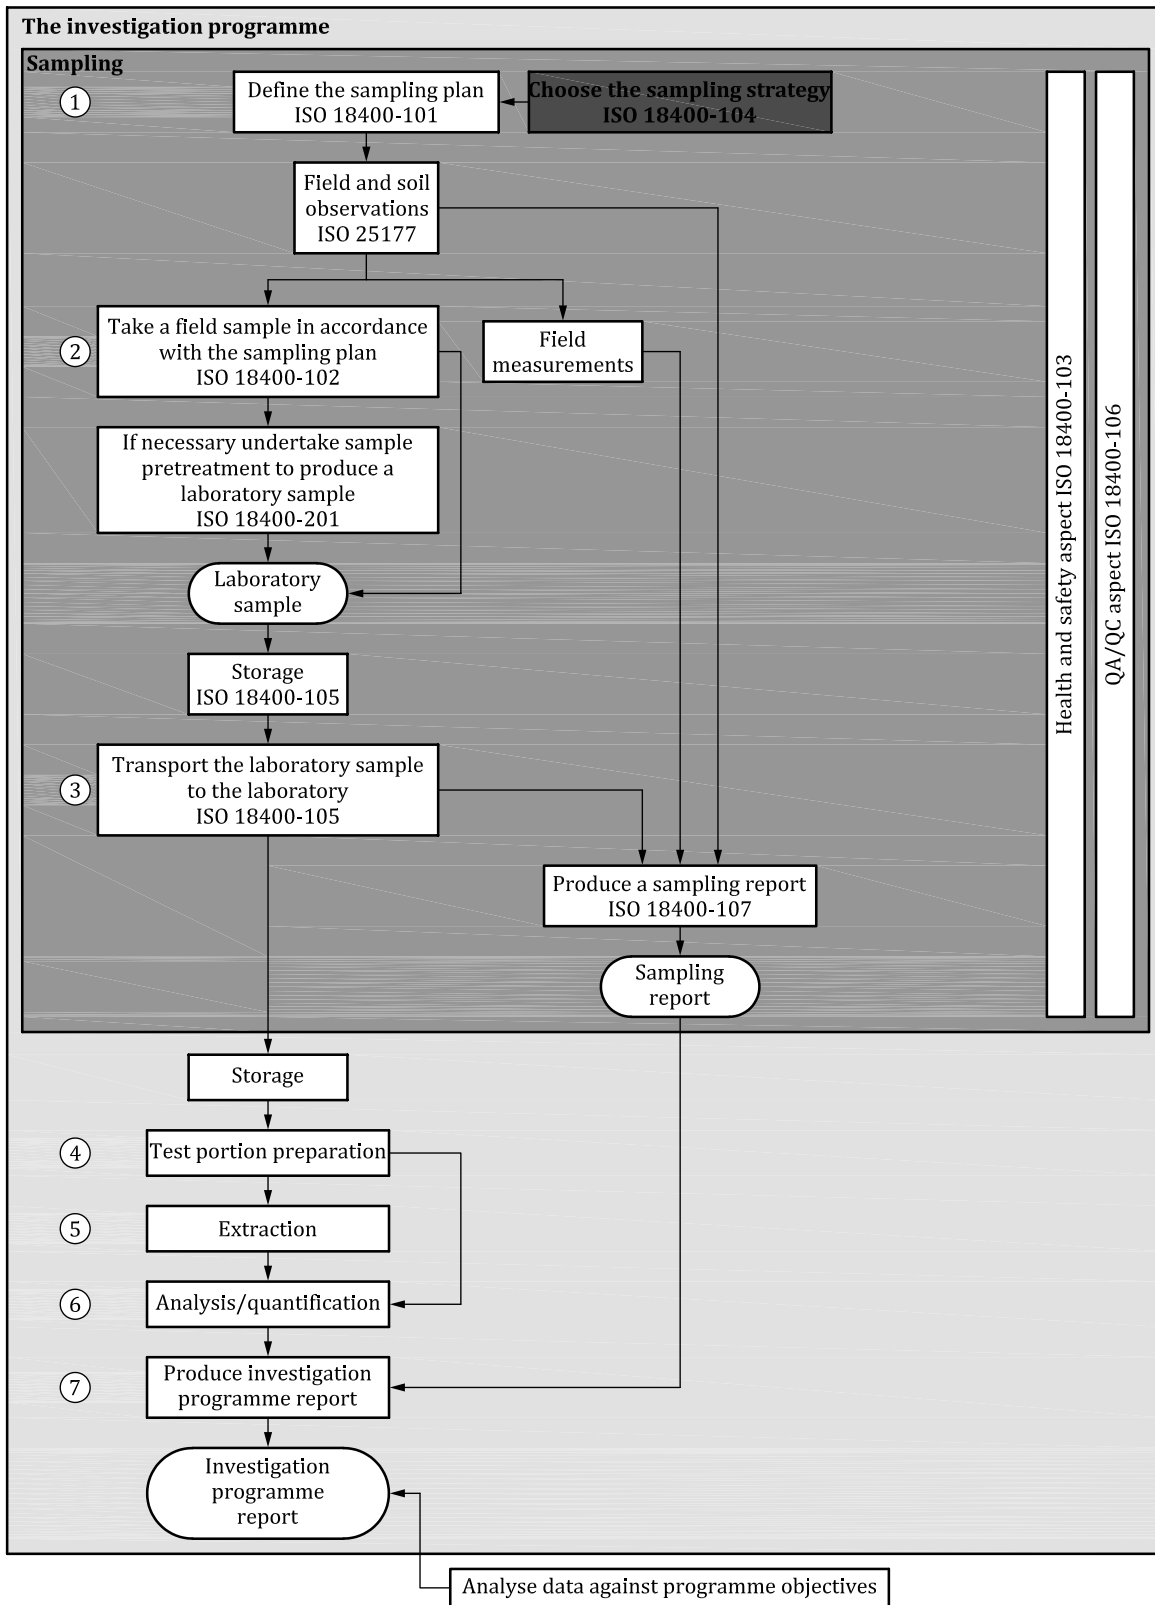 The investigation programme
Sampling
1
Define the sampling plan
ISO 18400-101
Choose the sampling strategy
ISO 18400-104
Field and soil
observations
ISO 25177
2
Take a field sample in accordance
with the sampling plan
ISO 18400-102
Field
measurements
If necessary undertake sample
pretreatment to produce a
laboratory sample
ISO 18400-201
Laboratory
sample
Storage
ISO 18400-105
3
Transport the laboratory sample
to the laboratory
ISO 18400-105
Produce a sampling report
ISO 18400-107
Sampling
report
Health and safety aspect ISO 18400-103
QA/QC aspect ISO 18400-106
Storage
4
Test portion preparation
5
Extraction
6
Analysis/quantification
7
Produce investigation
programme report
Investigation
programme
report
Analyse data against programme objectives